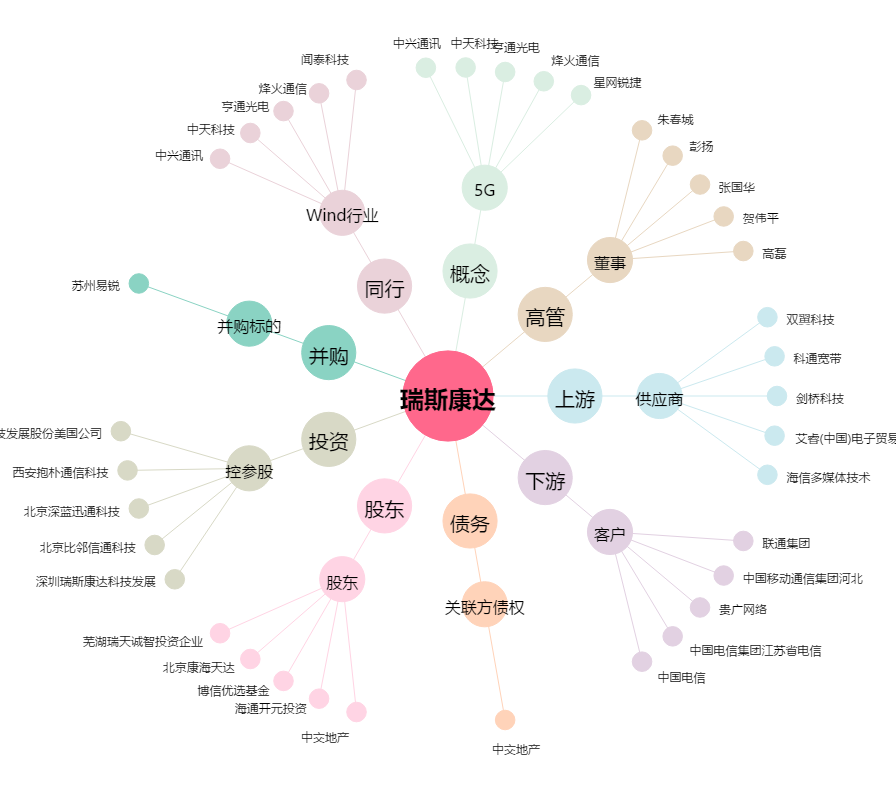 中兴通讯
中天科技
亨通光电
烽火通信
星网锐捷
闻泰科技
烽火通信
亨通光电
中天科技
中兴通讯
Wind行业
5G
朱春城
彭扬
张国华
贺伟平
高磊
董事
同行
概念
高管
苏州易锐
并购标的
并购
瑞斯康达
上游
供应商
双翼科技
科通宽带
剑桥科技
艾睿(中国)电子贸易
海信多媒体技术
技发展股份美国公司
西安抱朴通信科技
北京深蓝迅通科技
北京比邻信通科技
深圳瑞斯康达科技发展
控参股
投资
股东
债务
下游
客户
联通集团
中国移动通信集团河北
贵广网络
中国电信集团江苏省电信
中国电信
股东
关联方债权
芜湖瑞天诚智投资企业
北京康海天达
博信优选基金
海通开元投资
中交地产
中交地产